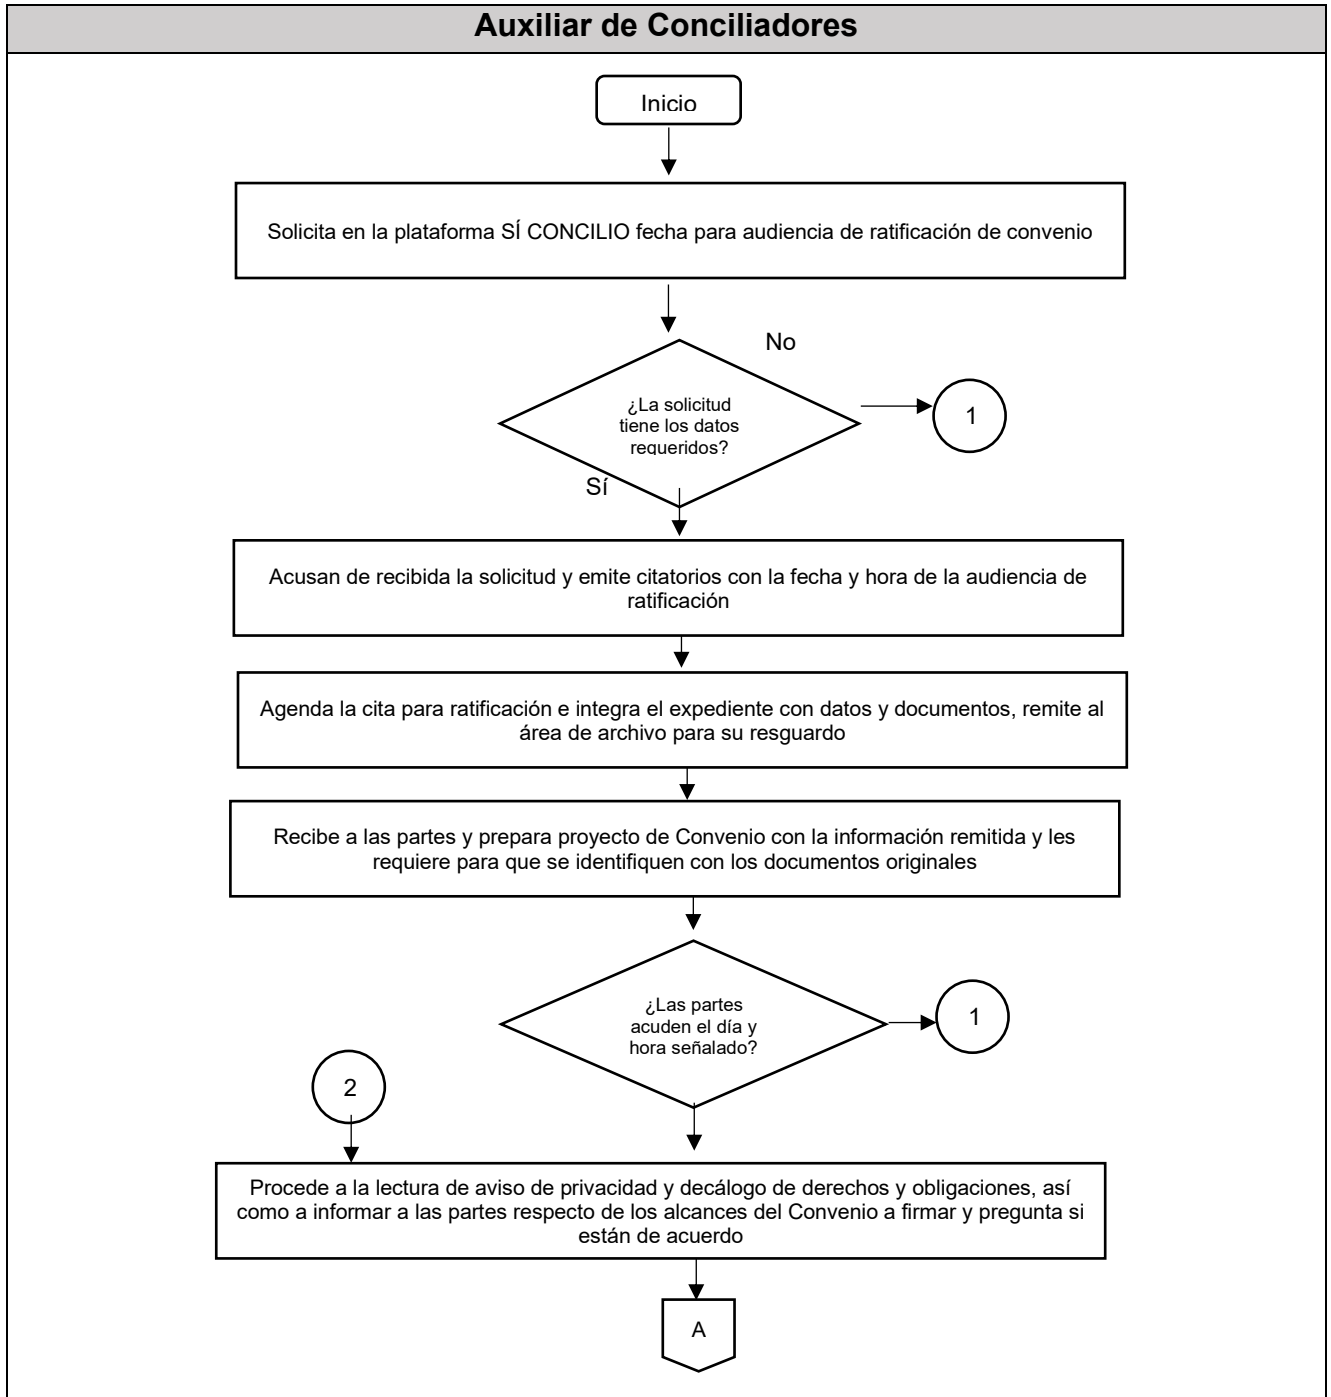 Auxiliar de Conciliadores
Inicio
Solicita en la plataforma SÍ CONCILIO fecha para audiencia de ratificación de convenio
No
¿La solicitud
tiene los datos
requeridos?
1
Sí
Acusan de recibida la solicitud y emite citatorios con la fecha y hora de la audiencia de
ratificación
Agenda la cita para ratificación e integra el expediente con datos y documentos, remite al
área de archivo para su resguardo
Recibe a las partes y prepara proyecto de Convenio con la información remitida y les
requiere para que se identifiquen con los documentos originales
¿Las partes
acuden el día y
hora señalado?
1
2
Procede a la lectura de aviso de privacidad y decálogo de derechos y obligaciones, así
como a informar a las partes respecto de los alcances del Convenio a firmar y pregunta si
están de acuerdo
A